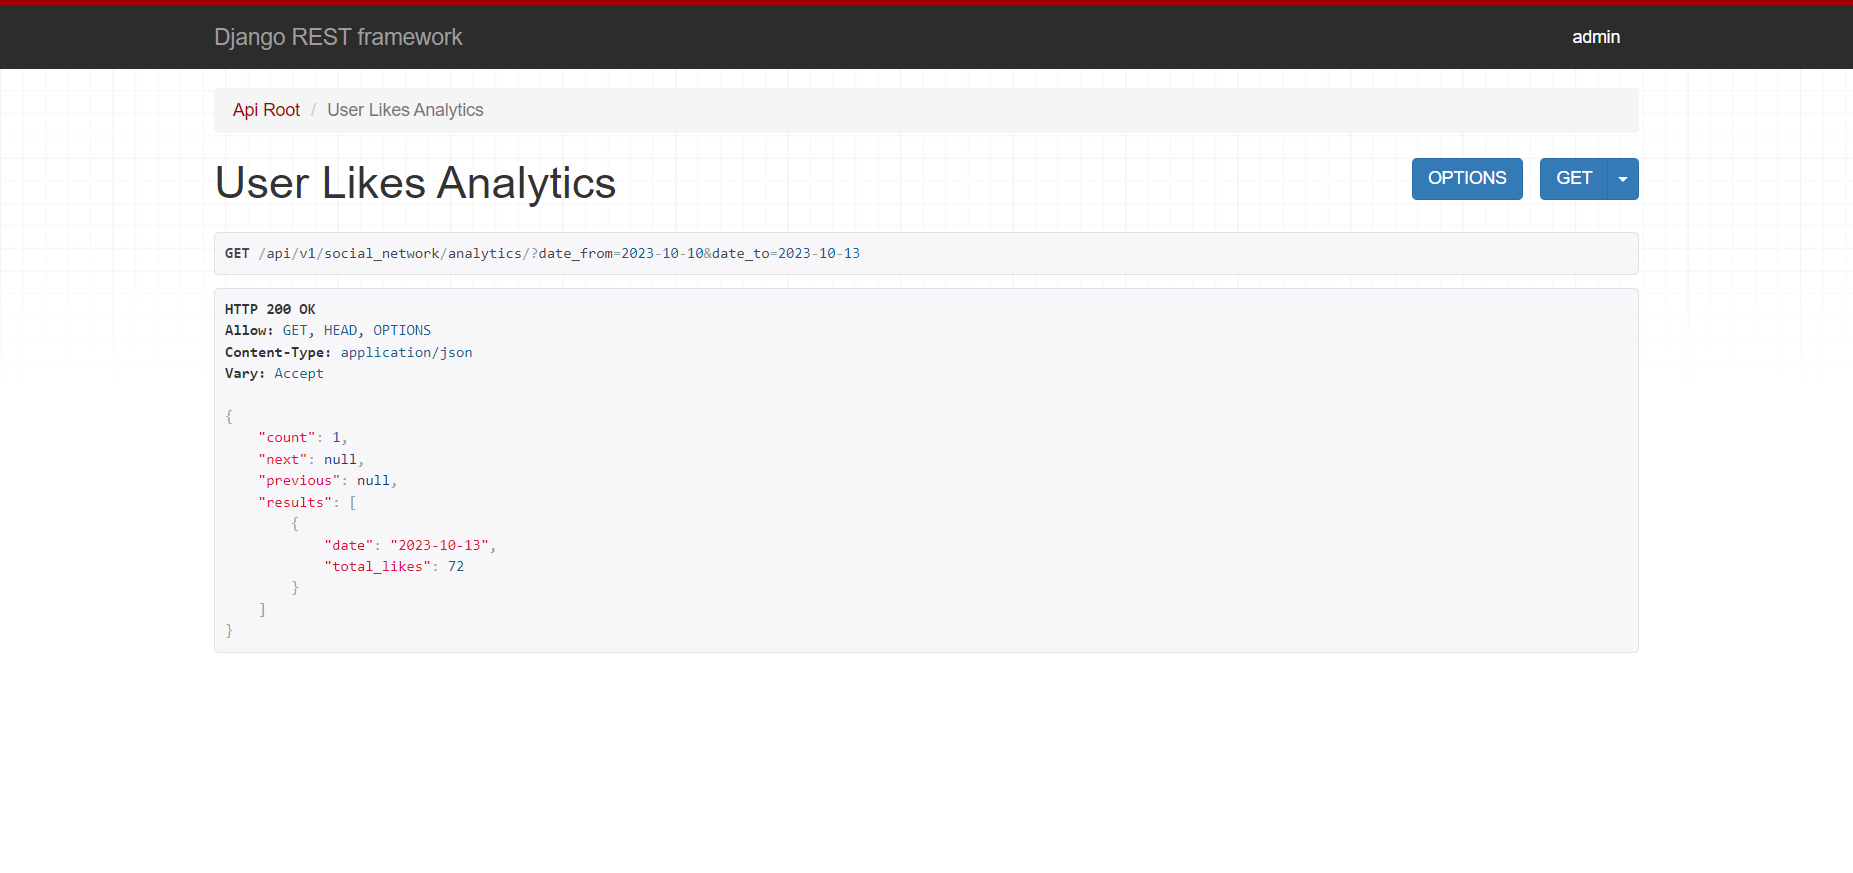 Django REST framework
admin
Api Root / User Likes Analytics
User Likes Analytics
OPTIONS
GET
GET /api/v1/social_network/analytics/?date_from=2023-10-10&date_to=2023-10-13
HTTP 200 OK
Allow: GET, HEAD, OPTIONS
Content-Type: application/json
Vary: Accept
{
    "count": 1,
    "next": null,
    "previous": null,
    "results": [
        {
            "date": "2023-10-13",
            "total_likes": 72
        }
    ]
}